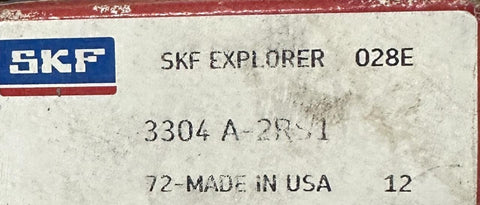 SKF
SKF EXPLORER 028E
3304 A-2RS1
72-MADE IN USA 12